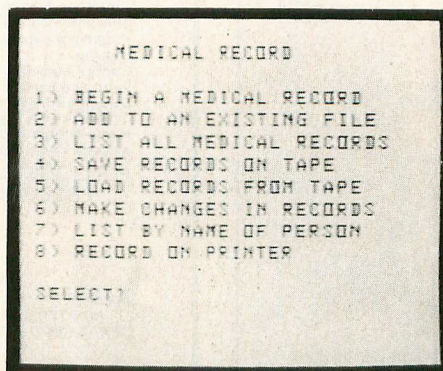 MEDICAL RECORD
1) BEGIN A MEDICAL RECORD
2) ADD TO AN EXISTING FILE
3) LIST ALL MEDICAL RECORDS
4) SAVE RECORDS ON TAPE
5) LOAD RECORDS FROM TAPE
6) MAKE CHANGES IN RECORDS
7) LIST BY NAME OF PERSON
8) RECORD ON PRINTER
SELECT?